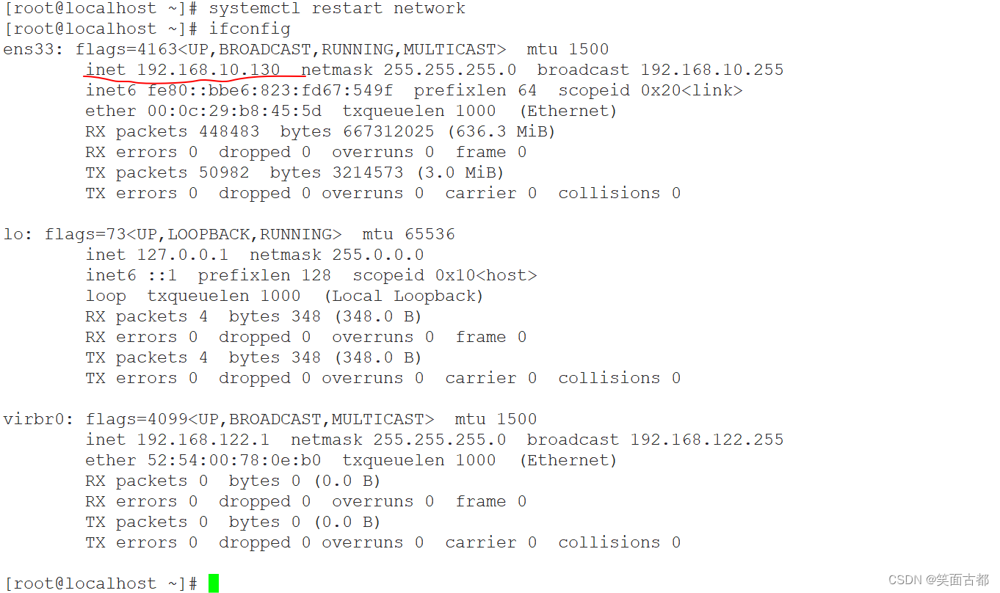 [root@localhost ~]# systemctl restart network
[root@localhost ~]# ifconfig
ens33: flags=4163<UP,BROADCAST,RUNNING,MULTICAST>  mtu 1500
        inet 192.168.10.130  netmask 255.255.255.0  broadcast 192.168.10.255
        inet6 fe80::bbe6:823:fd67:549f  prefixlen 64  scopeid 0x20<link>
        ether 00:0c:29:b8:45:5d  txqueuelen 1000  (Ethernet)
        RX packets 448483  bytes 667312025 (636.3 MiB)
        RX errors 0  dropped 0  overruns 0  frame 0
        TX packets 50982  bytes 3214573 (3.0 MiB)
        TX errors 0  dropped 0 overruns 0  carrier 0  collisions 0

lo: flags=73<UP,LOOPBACK,RUNNING>  mtu 65536
        inet 127.0.0.1  netmask 255.0.0.0
        inet6 ::1  prefixlen 128  scopeid 0x10<host>
        loop  txqueuelen 1000  (Local Loopback)
        RX packets 4  bytes 348 (348.0 B)
        RX errors 0  dropped 0  overruns 0  frame 0
        TX packets 4  bytes 348 (348.0 B)
        TX errors 0  dropped 0 overruns 0  carrier 0  collisions 0

virbr0: flags=4099<UP,BROADCAST,MULTICAST>  mtu 1500
        inet 192.168.122.1  netmask 255.255.255.0  broadcast 192.168.122.255
        ether 52:54:00:78:0e:b0  txqueuelen 1000  (Ethernet)
        RX packets 0  bytes 0 (0.0 B)
        RX errors 0  dropped 0  overruns 0  frame 0
        TX packets 0  bytes 0 (0.0 B)
        TX errors 0  dropped 0 overruns 0  carrier 0  collisions 0

[root@localhost ~]#
CSDN @笑面古都